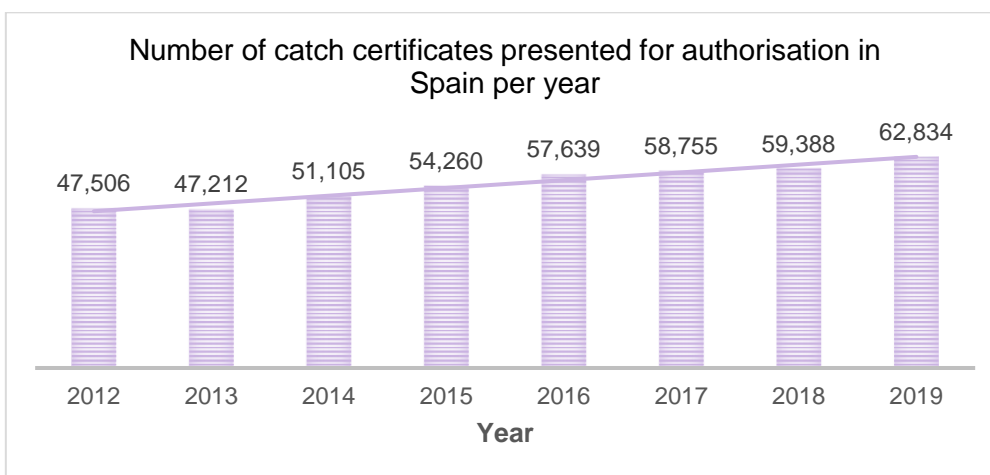 Number of catch certificates presented for authorisation in
Spain per year
47,506
47,212
51,105
54,260
57,639
58,755
59,388
62,834
2012 2013 2014 2015 2016 2017 2018 2019
Year